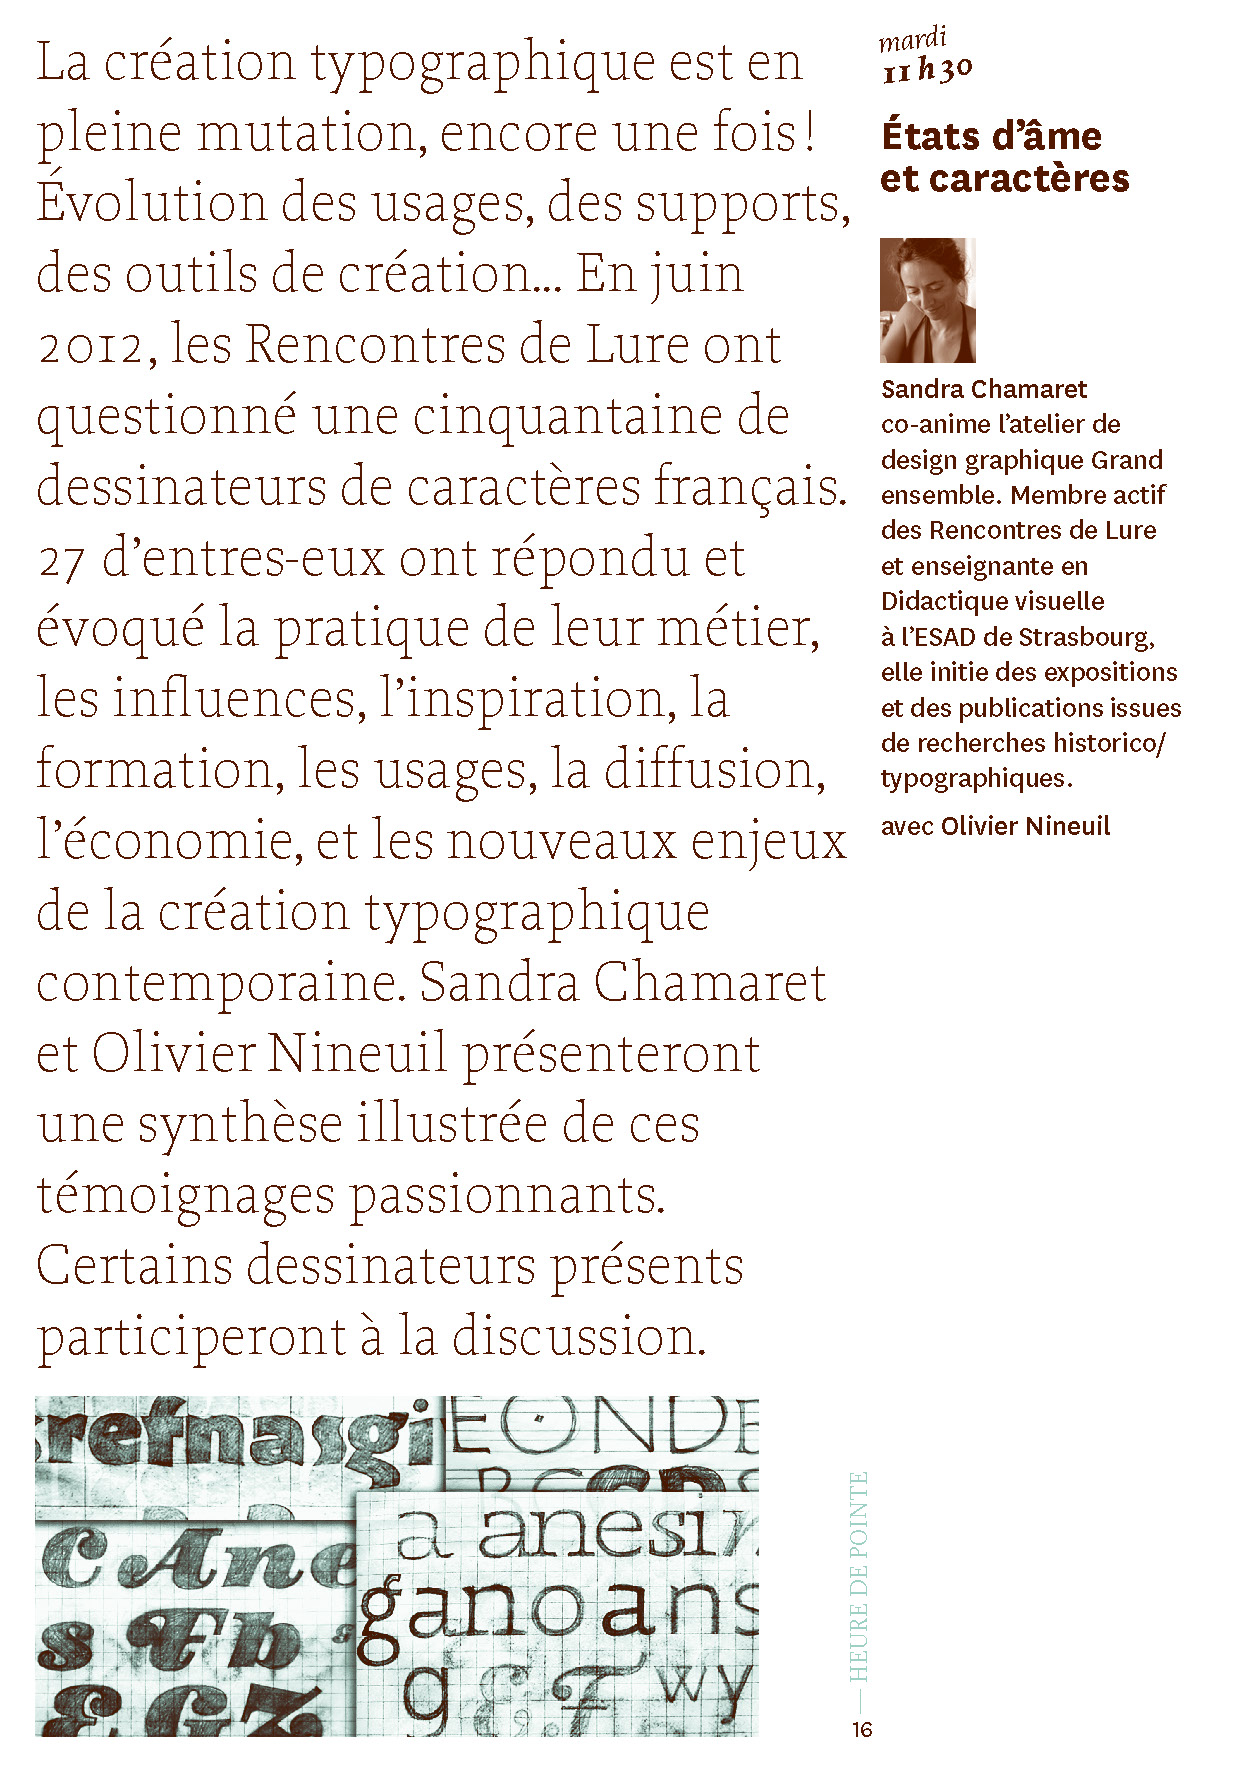 La création typographique est en
pleine mutation, encore une fois !
Évolution des usages, des supports,
des outils de création... En juin
2012, les Rencontres de Lure ont
questionné une cinquantaine de
dessinateurs de caractères français.
27 d’entres-eux ont répondu et
évoqué la pratique de leur métier,
les influences, l’inspiration, la
formation, les usages, la diffusion,
l’économie, et les nouveaux enjeux
de la création typographique
contemporaine. Sandra Chamaret
et Olivier Nineuil présenteront
une synthèse illustrée de ces
témoignages passionnants.
Certains dessinateurs présents
participeront à la discussion.
mardi
11 h 30
États d’âme
et caractères
Sandra Chamaret
co-anime l’atelier de
design graphique Grand
ensemble. Membre actif
des Rencontres de Lure
et enseignante en
Didactique visuelle
à l’ESAD de Strasbourg,
elle initie des expositions
et des publications issues
de recherches historico/
typographiques.
avec Olivier Nineuil
refnasgi
EONDE
C Ane
s Fb
£GZ
a anesin
ganoans
g £F wy
— HEURE DE POINTE
16